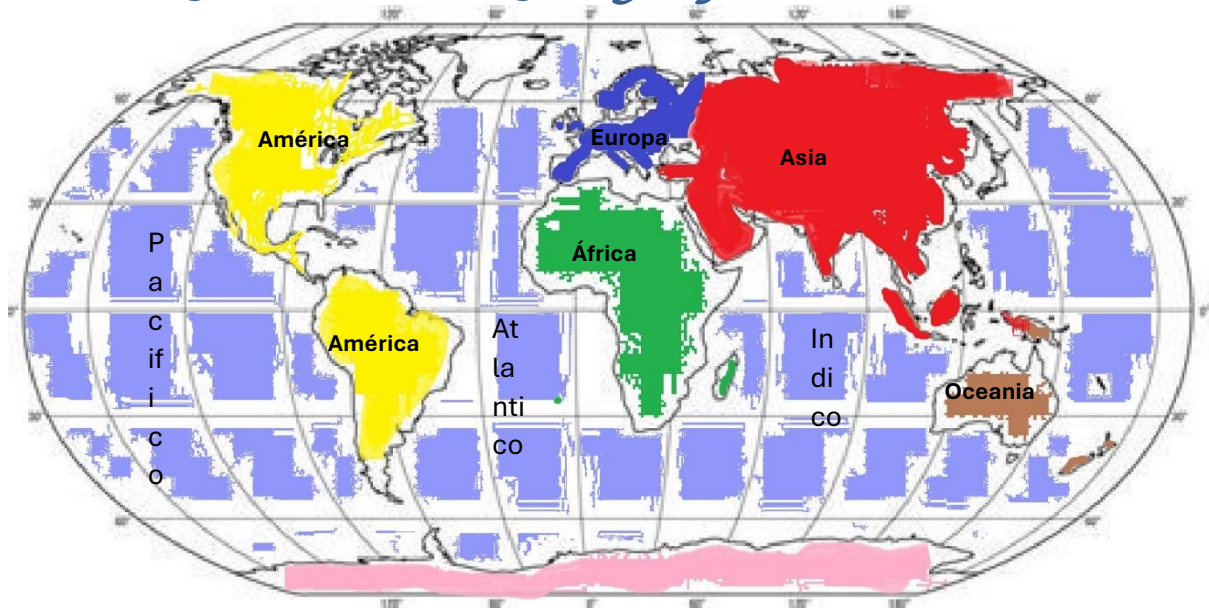 América
Europa
Asia
P
a
c
if
i
c
o
África
América
At
la
nti
co
In
di
co
Oceania